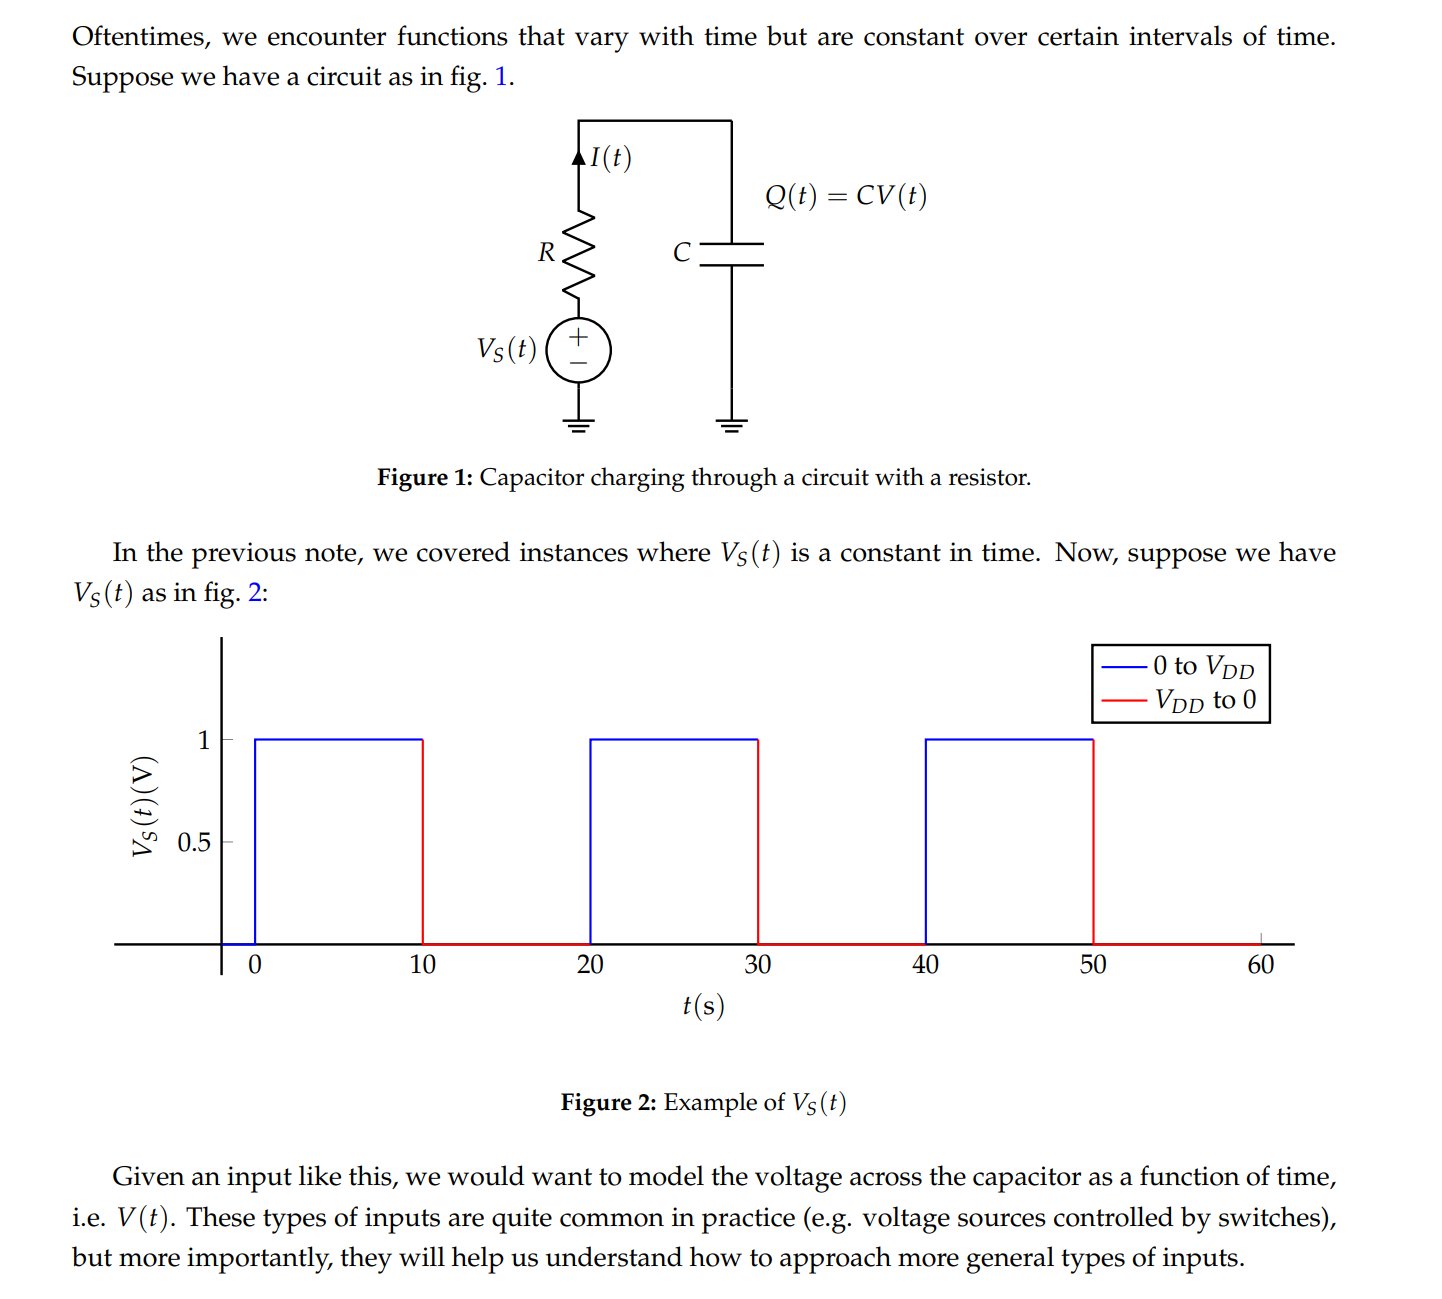 Oftentimes, we encounter functions that vary with time but are constant over certain intervals of time.
Suppose we have a circuit as in fig. 1.
I(t)
Q(t) = CV(t)
R
C
V_S(t)
+
−
Figure 1: Capacitor charging through a circuit with a resistor.
In the previous note, we covered instances where V_S(t) is a constant in time. Now, suppose we have
V_S(t) as in fig. 2:
0 to V_DD
V_DD to 0
1
0.5
V_S(t)(V)
0 10 20 30 40 50 60
t(s)
Figure 2: Example of V_S(t)
Given an input like this, we would want to model the voltage across the capacitor as a function of time,
i.e. V(t). These types of inputs are quite common in practice (e.g. voltage sources controlled by switches),
but more importantly, they will help us understand how to approach more general types of inputs.